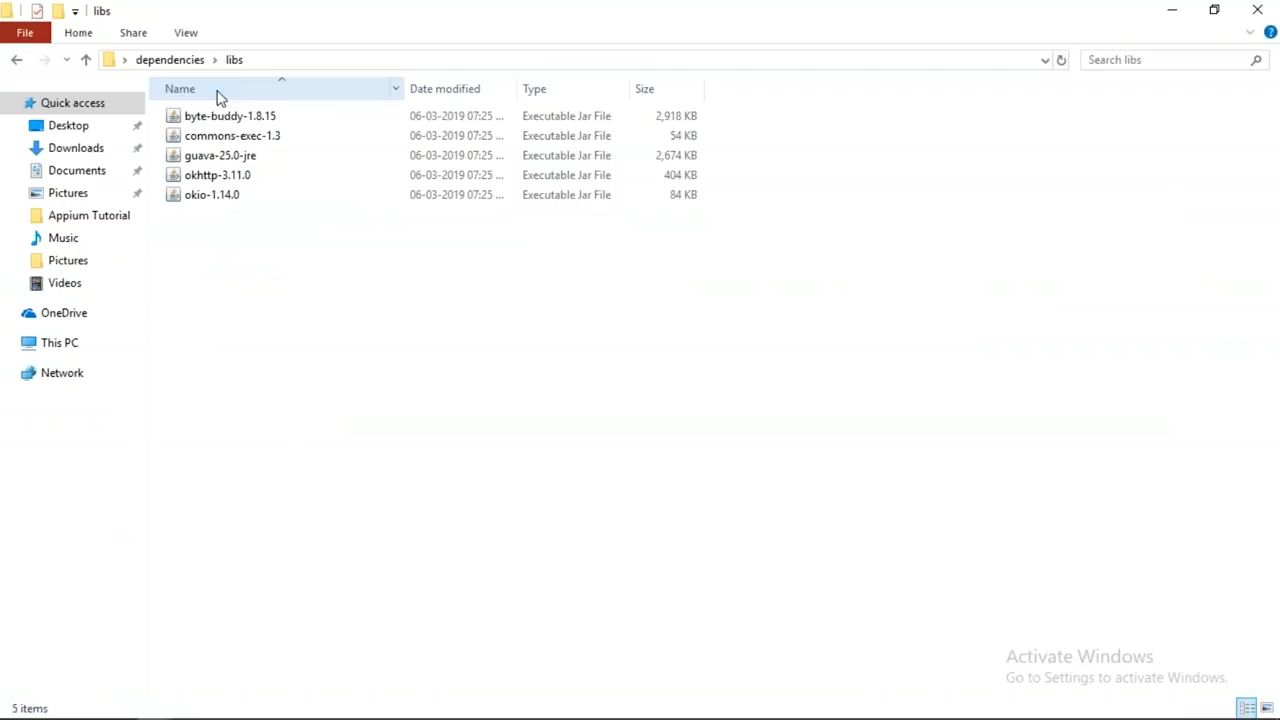 libs
File Home Share View
dependencies libs Search libs
Name Date modified Type Size
Quick access
Desktop
Downloads
Documents
Pictures
Appium Tutorial
Music
Pictures
Videos
OneDrive
This PC
Network
byte-buddy-1.8.15 06-03-2019 07:25 ... Executable Jar File 2,918 KB
commons-exec-1.3 06-03-2019 07:25 ... Executable Jar File 54 KB
guava-25.0-jre 06-03-2019 07:25 ... Executable Jar File 2,674 KB
okhttp-3.11.0 06-03-2019 07:25 ... Executable Jar File 404 KB
okio-1.14.0 06-03-2019 07:25 ... Executable Jar File 84 KB
Activate Windows
Go to Settings to activate Windows.
5 items